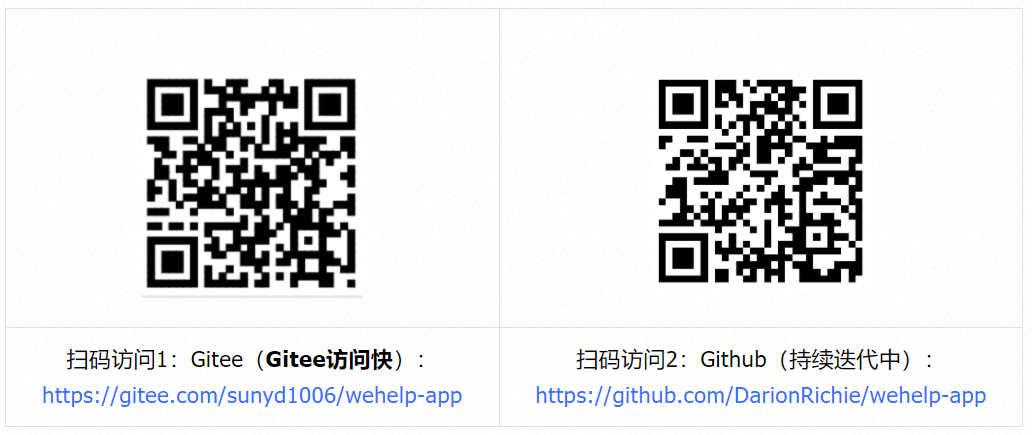 扫码访问1：Gitee（Gitee访问快）：
https://gitee.com/sunyd1006/wehelp-app
扫码访问2：Github（持续迭代中）：
https://github.com/DarionRichie/wehelp-app